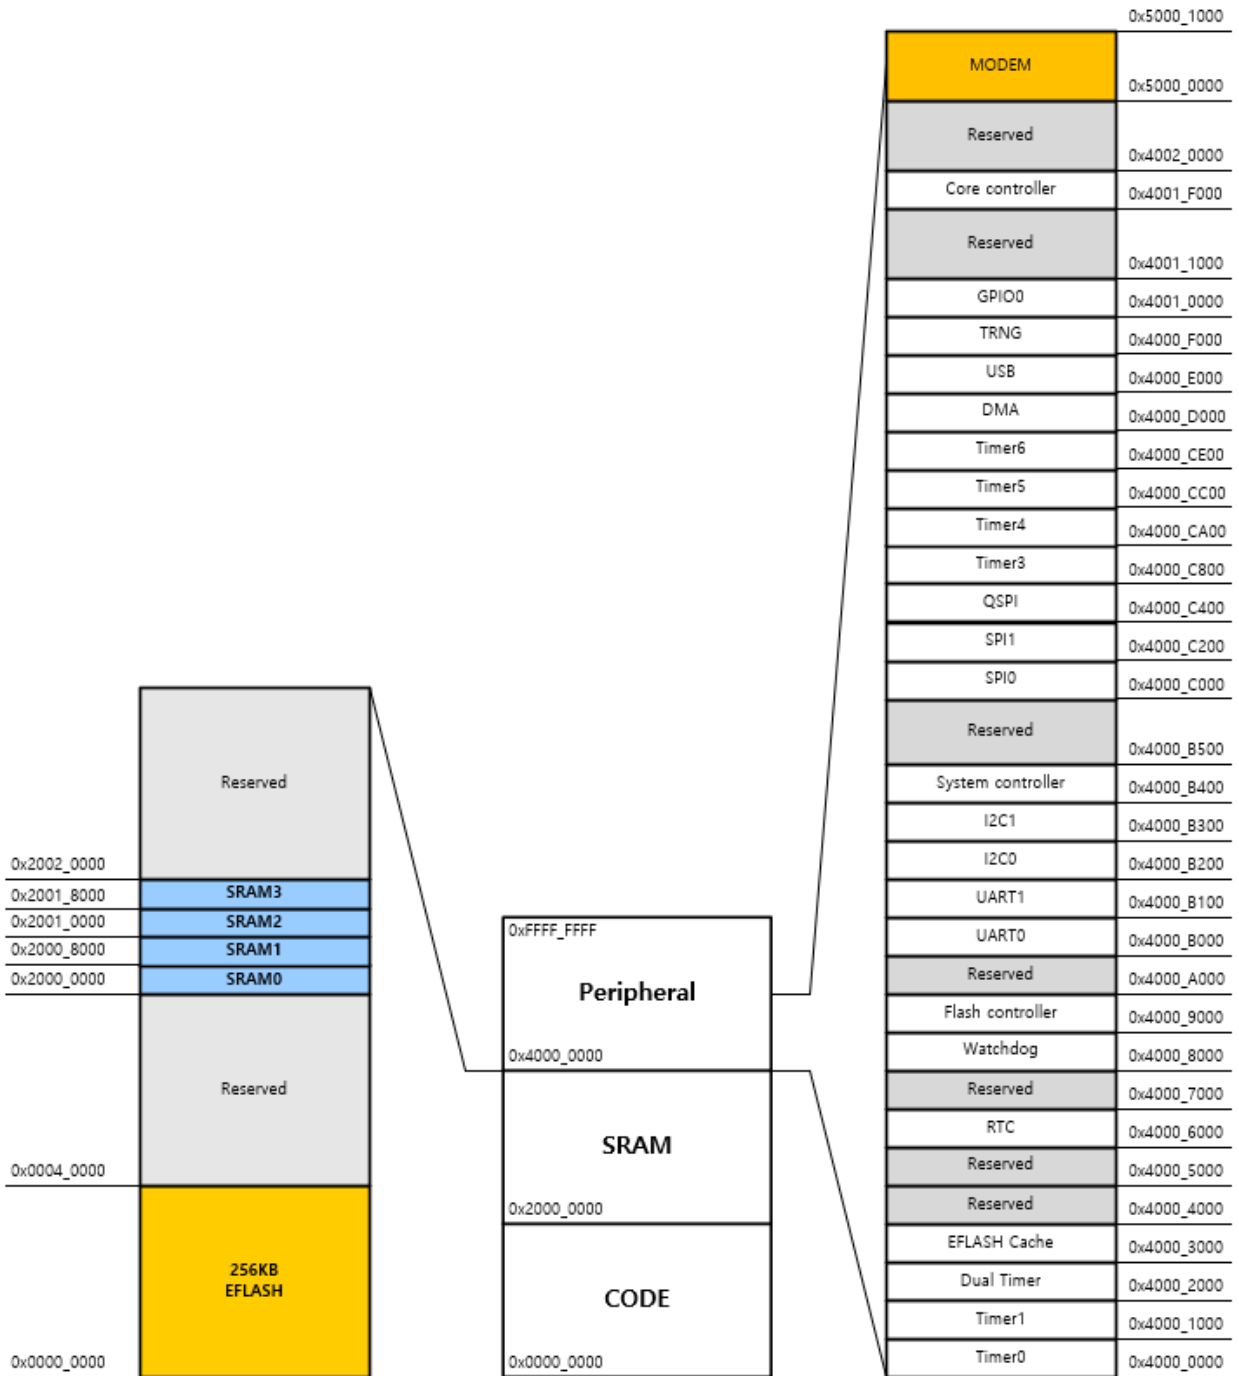 0x5000_1000
MODEM
0x5000_0000
Reserved
0x4002_0000
Core controller
0x4001_F000
Reserved
0x4001_1000
GPIO0
0x4001_0000
TRNG
0x4000_F000
USB
0x4000_E000
DMA
0x4000_D000
Timer6
0x4000_CE00
Timer5
0x4000_CC00
Timer4
0x4000_CA00
Timer3
0x4000_C800
QSPI
0x4000_C400
SPI1
0x4000_C200
SPI0
0x4000_C000
Reserved
0x4000_B500
System controller
0x4000_B400
I2C1
0x4000_B300
I2C0
0x4000_B200
UART1
0x4000_B100
UART0
0x4000_B000
Reserved
0x4000_A000
Flash controller
0x4000_9000
Watchdog
0x4000_8000
Reserved
0x4000_7000
RTC
0x4000_6000
Reserved
0x4000_5000
Reserved
0x4000_4000
EFLASH Cache
0x4000_3000
Dual Timer
0x4000_2000
Timer1
0x4000_1000
Timer0
0x4000_0000
Reserved
0x2002_0000
SRAM3
0x2001_8000
SRAM2
0x2001_0000
SRAM1
0x2000_8000
SRAM0
0x2000_0000
Reserved
0x0004_0000
256KB
EFLASH
0x0000_0000
0xFFFF_FFFF
Peripheral
0x4000_0000
SRAM
0x2000_0000
CODE
0x0000_0000